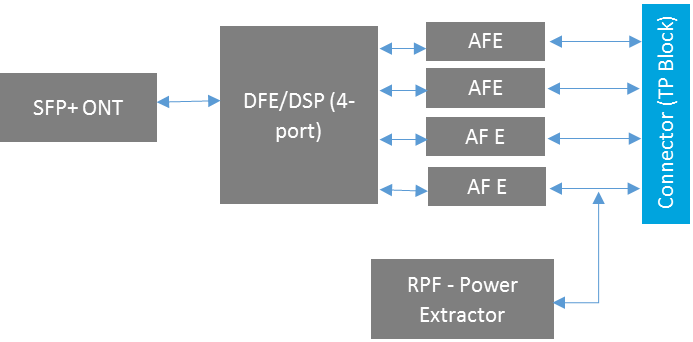 SFP+ ONT
DFE/DSP (4-
port)
AFE
AFE
AF E
AF E
Connector (TP Block)
RPF - Power
Extractor